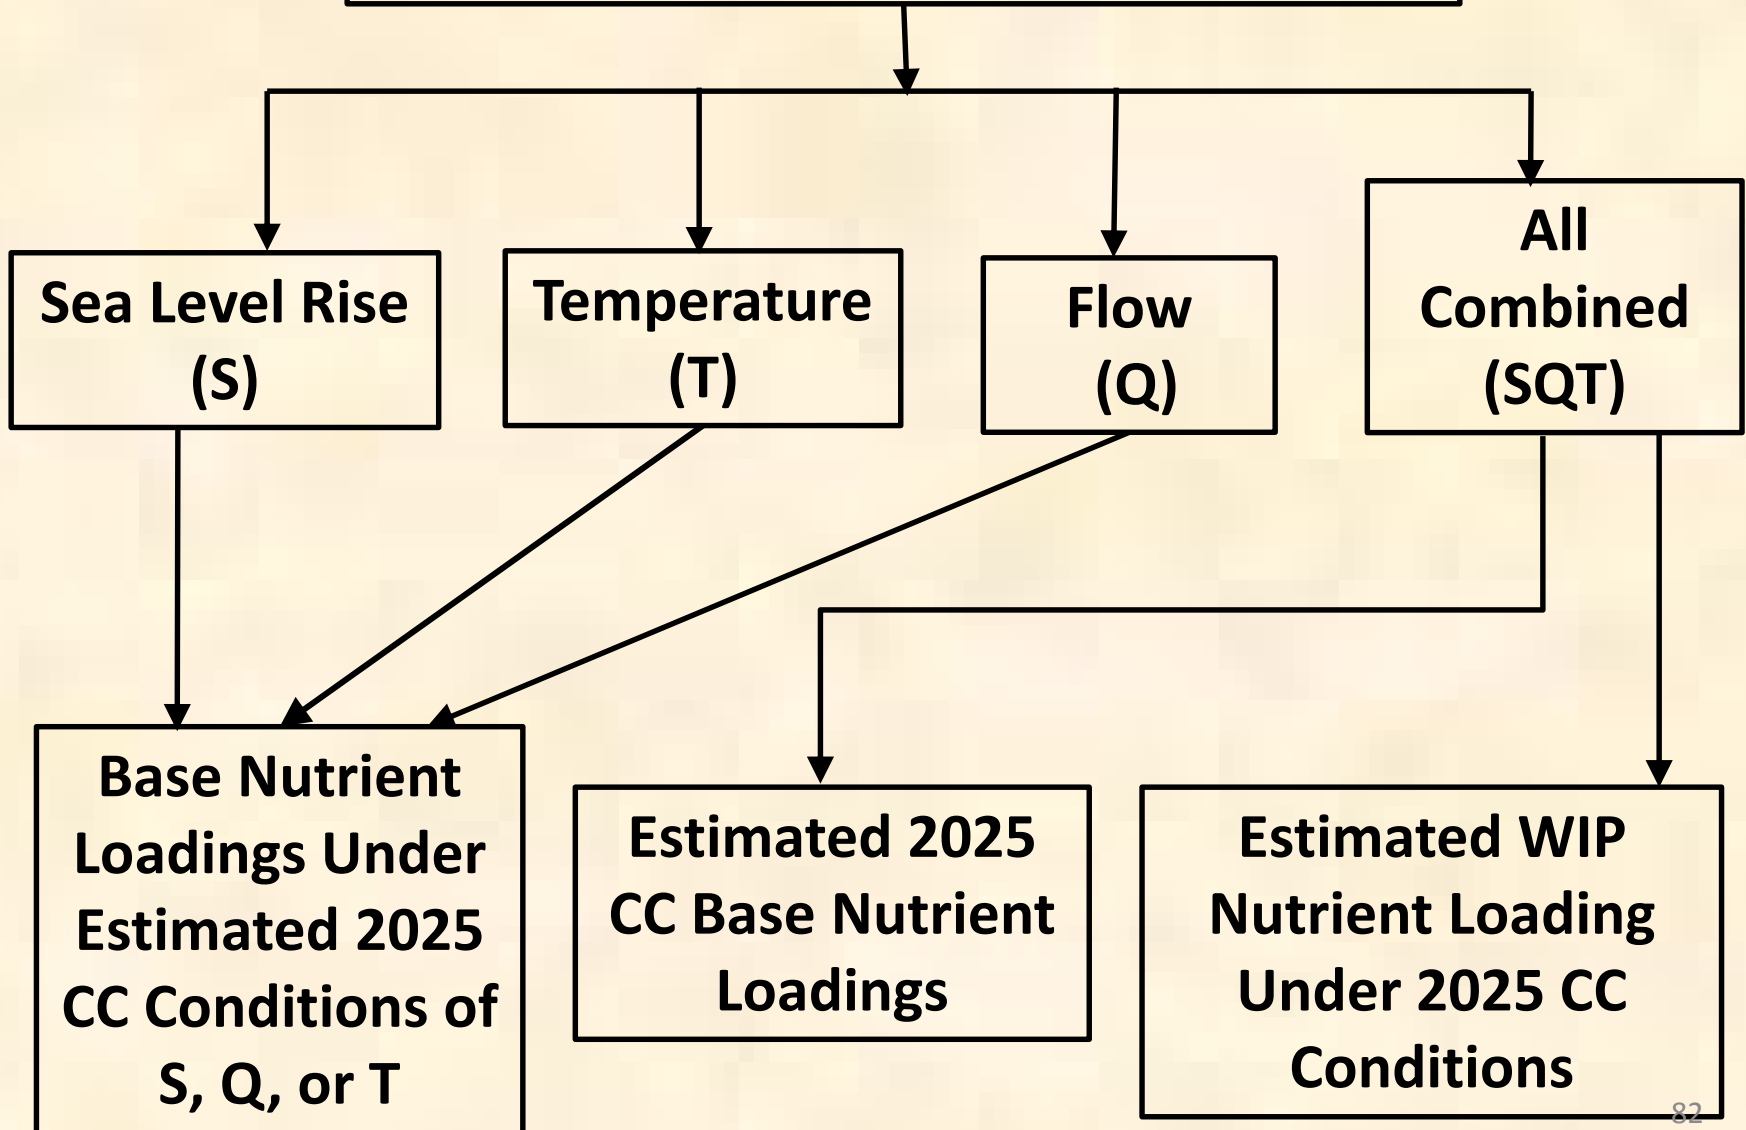 Sea Level Rise
(S)
Temperature
(T)
Flow
(Q)
All
Combined
(SQT)
Base Nutrient
Loadings Under
Estimated 2025
CC Conditions of
S, Q, or T
Estimated 2025
CC Base Nutrient
Loadings
Estimated WIP
Nutrient Loading
Under 2025 CC
Conditions
82